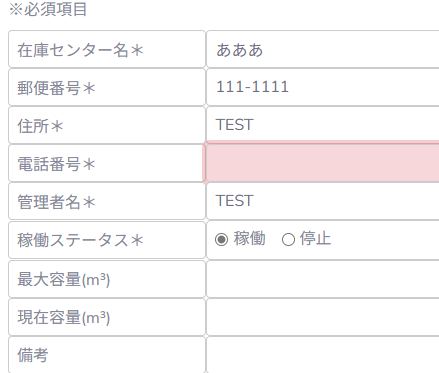 ※必須項目
在庫センター名＊ あああ
郵便番号＊ 111-1111
住所＊ TEST
電話番号＊
管理者名＊ TEST
稼働ステータス＊ 稼働 停止
最大容量(m³)
現在容量(m³)
備考